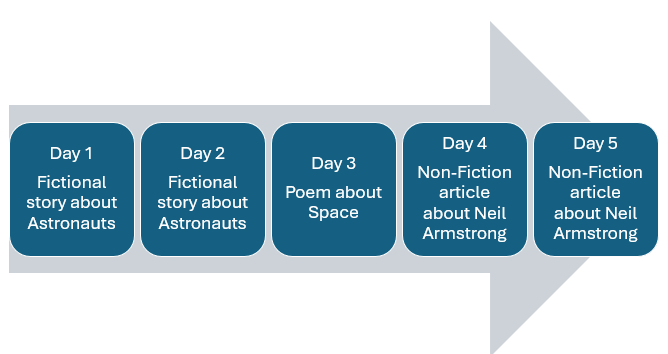 Day 1
Fictional
story about
Astronauts
Day 2
Fictional
story about
Astronauts
Day 3
Poem about
Space
Day 4
Non-Fiction
article
about Neil
Armstrong
Day 5
Non-Fiction
article
about Neil
Armstrong